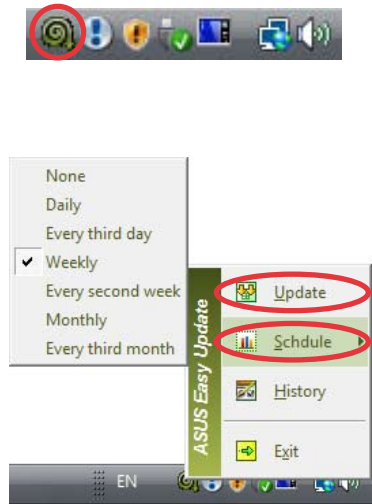 None
Daily
Every third day
Weekly
Every second week
Monthly
Every third month
ASUS Easy Update
Update
Schdule
History
Exit
EN